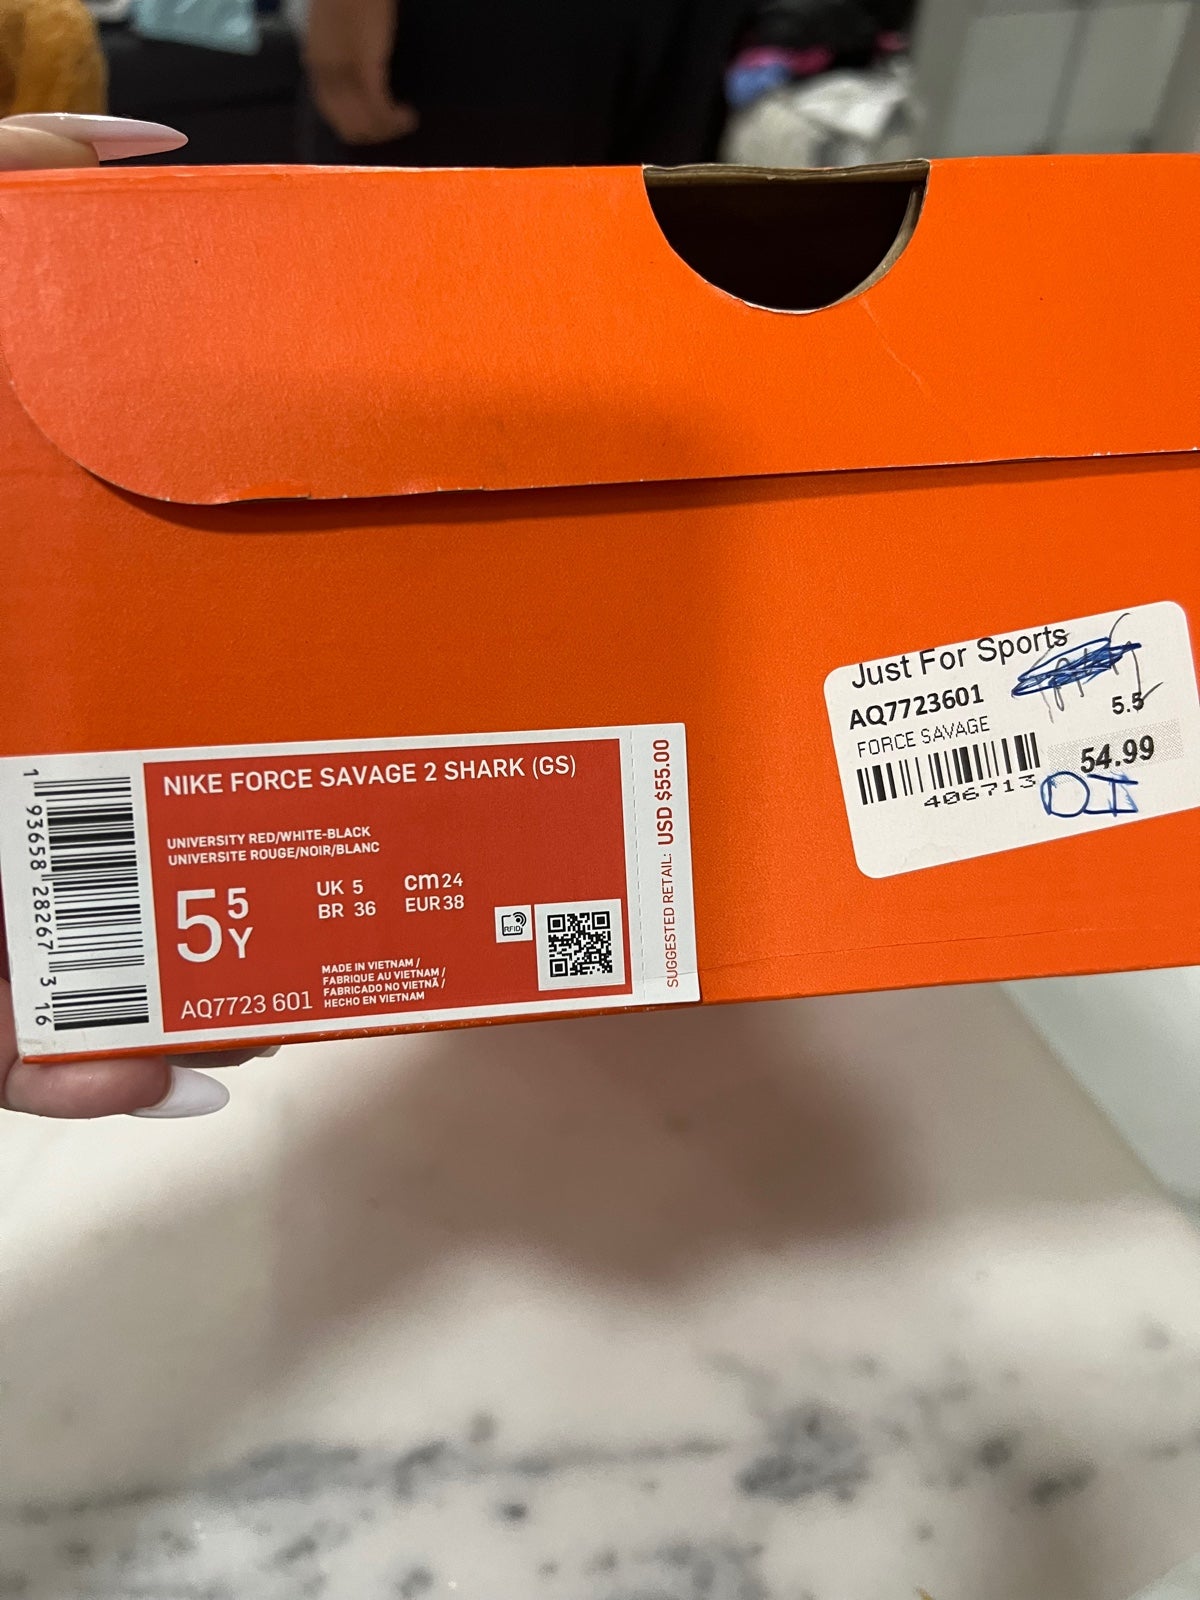 Just For Sports
AQ7723601
5.5
FORCE SAVAGE
54.99
406713
NIKE FORCE SAVAGE 2 SHARK (GS)
UNIVERSITY RED/WHITE-BLACK
UNIVERSITE ROUGE/NOIR/BLANC
5 5 Y
UK 5
cm 24
BR 36
EUR 38
RFID
MADE IN VIETNAM /
FABRIQUE AU VIETNAM /
FABRICADO NO VIETNÃ /
HECHO EN VIETNAM
AQ7723 601
SUGGESTED RETAIL: USD $55.00
1 93658 28267 3 16